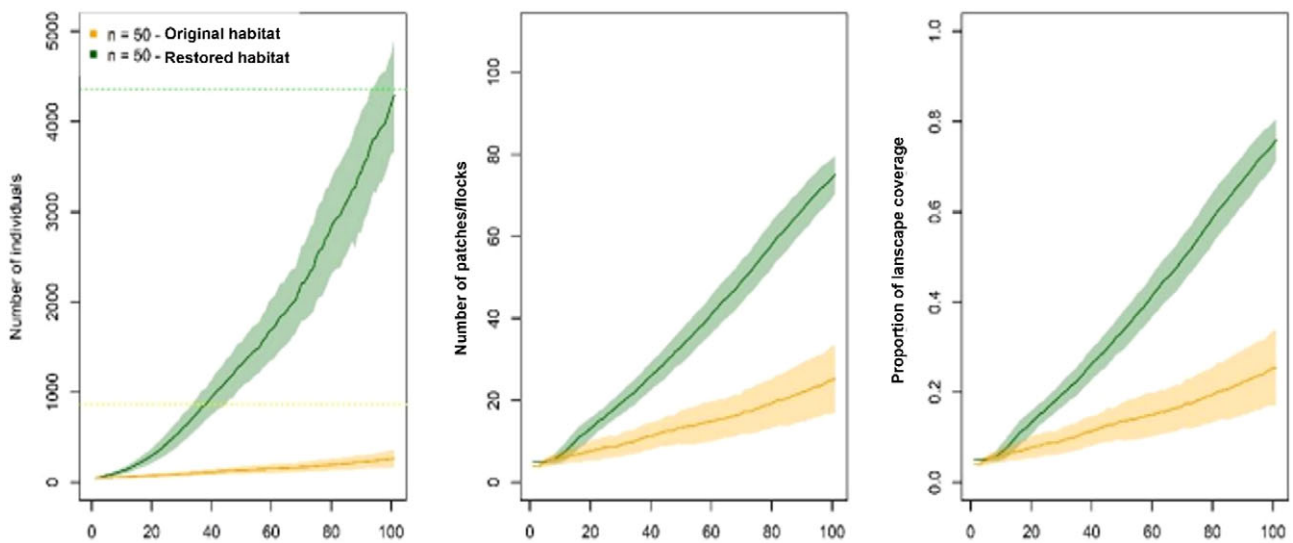 n = 50 - Original habitat
n = 50 - Restored habitat
Number of individuals
5000
4000
3000
2000
1000
0
0 20 40 60 80 100
Number of patches/flocks
100
80
60
40
20
0
0 20 40 60 80 100
Proportion of lanscape coverage
1.0
0.8
0.6
0.4
0.2
0.0
0 20 40 60 80 100